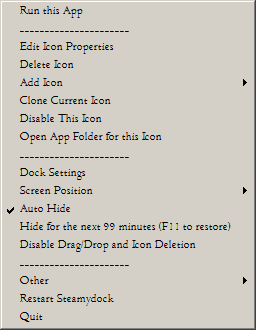 Run this App
----------------------
Edit Icon Properties
Delete Icon
Add Icon
Clone Current Icon
Disable This Icon
Open App Folder for this Icon
----------------------
Dock Settings
Screen Position
Auto Hide
Hide for the next 99 minutes (F11 to restore)
Disable Drag/Drop and Icon Deletion
----------------------
Other
Restart Steamydock
Quit